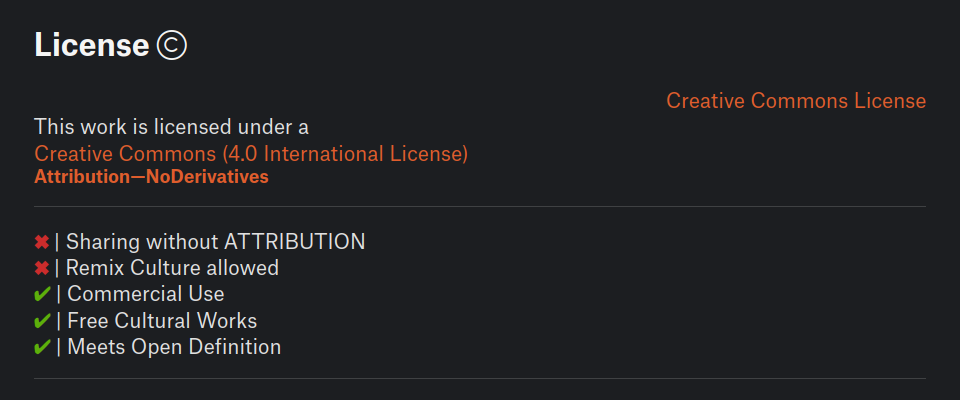 License ©
Creative Commons License
This work is licensed under a
Creative Commons (4.0 International License)
Attribution—NoDerivatives
✖ | Sharing without ATTRIBUTION
✖ | Remix Culture allowed
✔ | Commercial Use
✔ | Free Cultural Works
✔ | Meets Open Definition